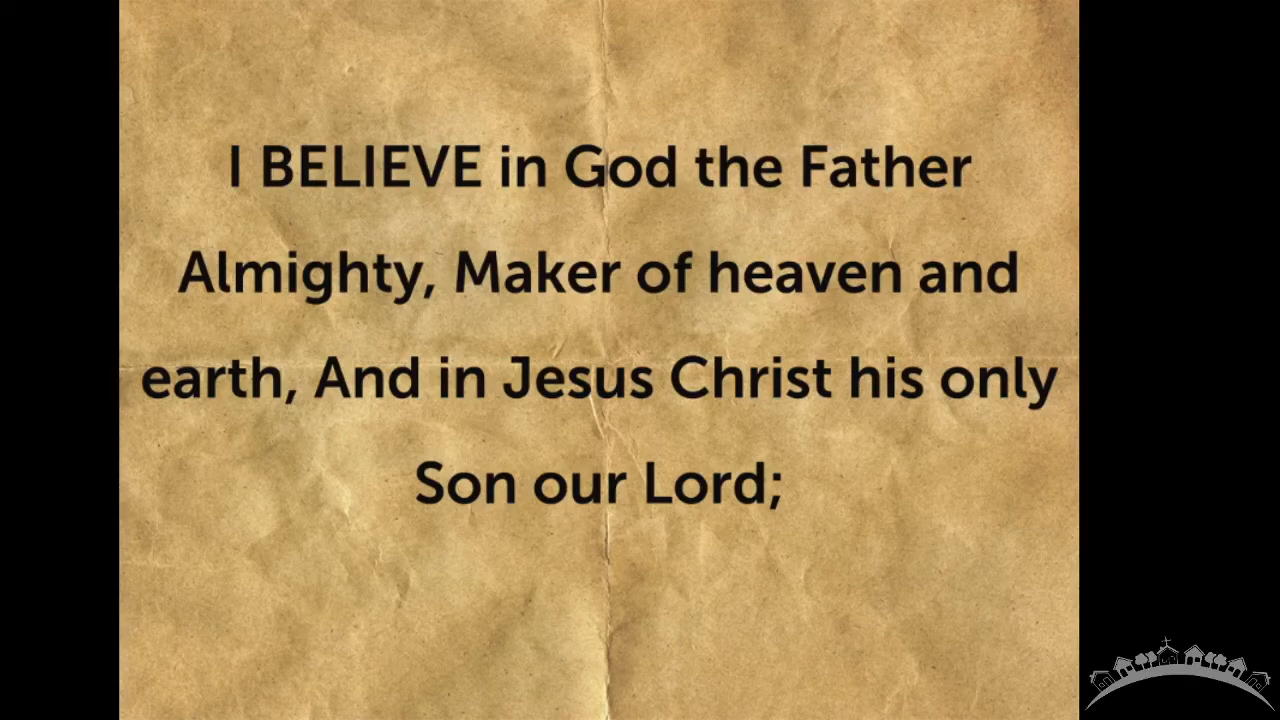 I BELIEVE in God the Father
Almighty, Maker of heaven and
earth, And in Jesus Christ his only
Son our Lord;